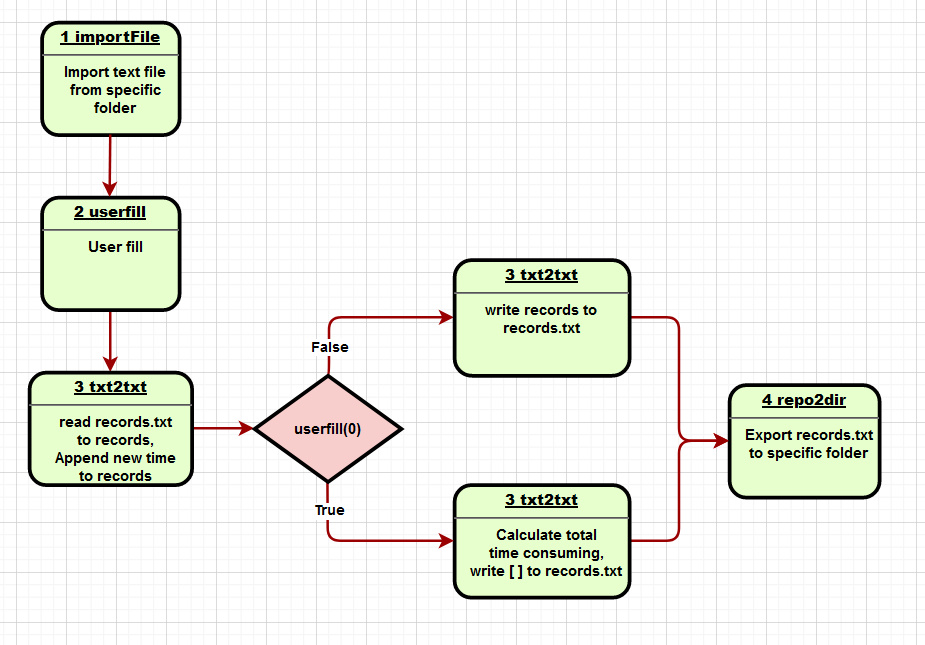 1 importFile
Import text file
from specific
folder
2 userfill
User fill
3 txt2txt
read records.txt
to records,
Append new time
to records
userfill(0)
False
True
3 txt2txt
write records to
records.txt
3 txt2txt
Calculate total
time consuming,
write [ ] to records.txt
4 repo2dir
Export records.txt
to specific folder